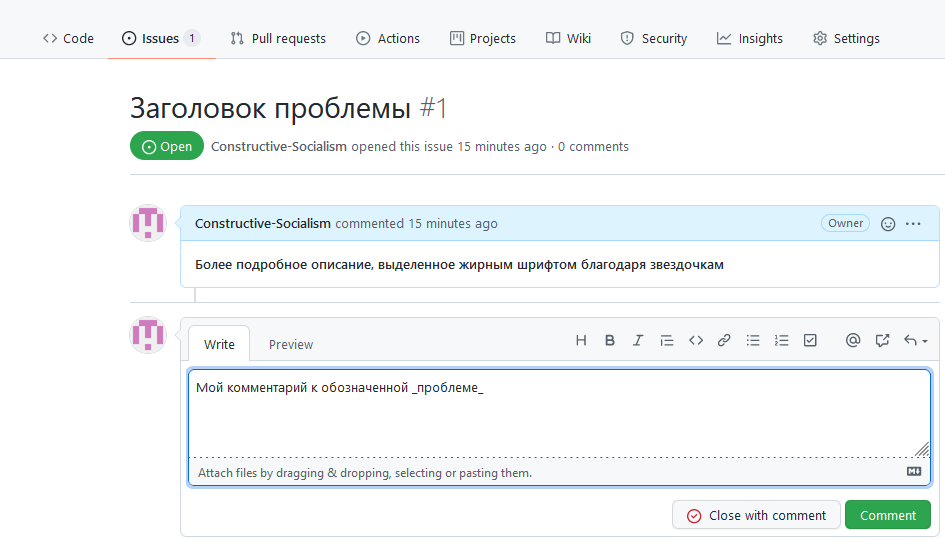 Code Issues 1 Pull requests Actions Projects Wiki Security Insights Settings
Заголовок проблемы #1
Open Constructive-Socialism opened this issue 15 minutes ago · 0 comments
Constructive-Socialism commented 15 minutes ago Owner
Более подробное описание, выделенное жирным шрифтом благодаря звездочкам
Write Preview H B I
Мой комментарий к обозначенной _проблеме_
Attach files by dragging & dropping, selecting or pasting them.
Close with comment Comment